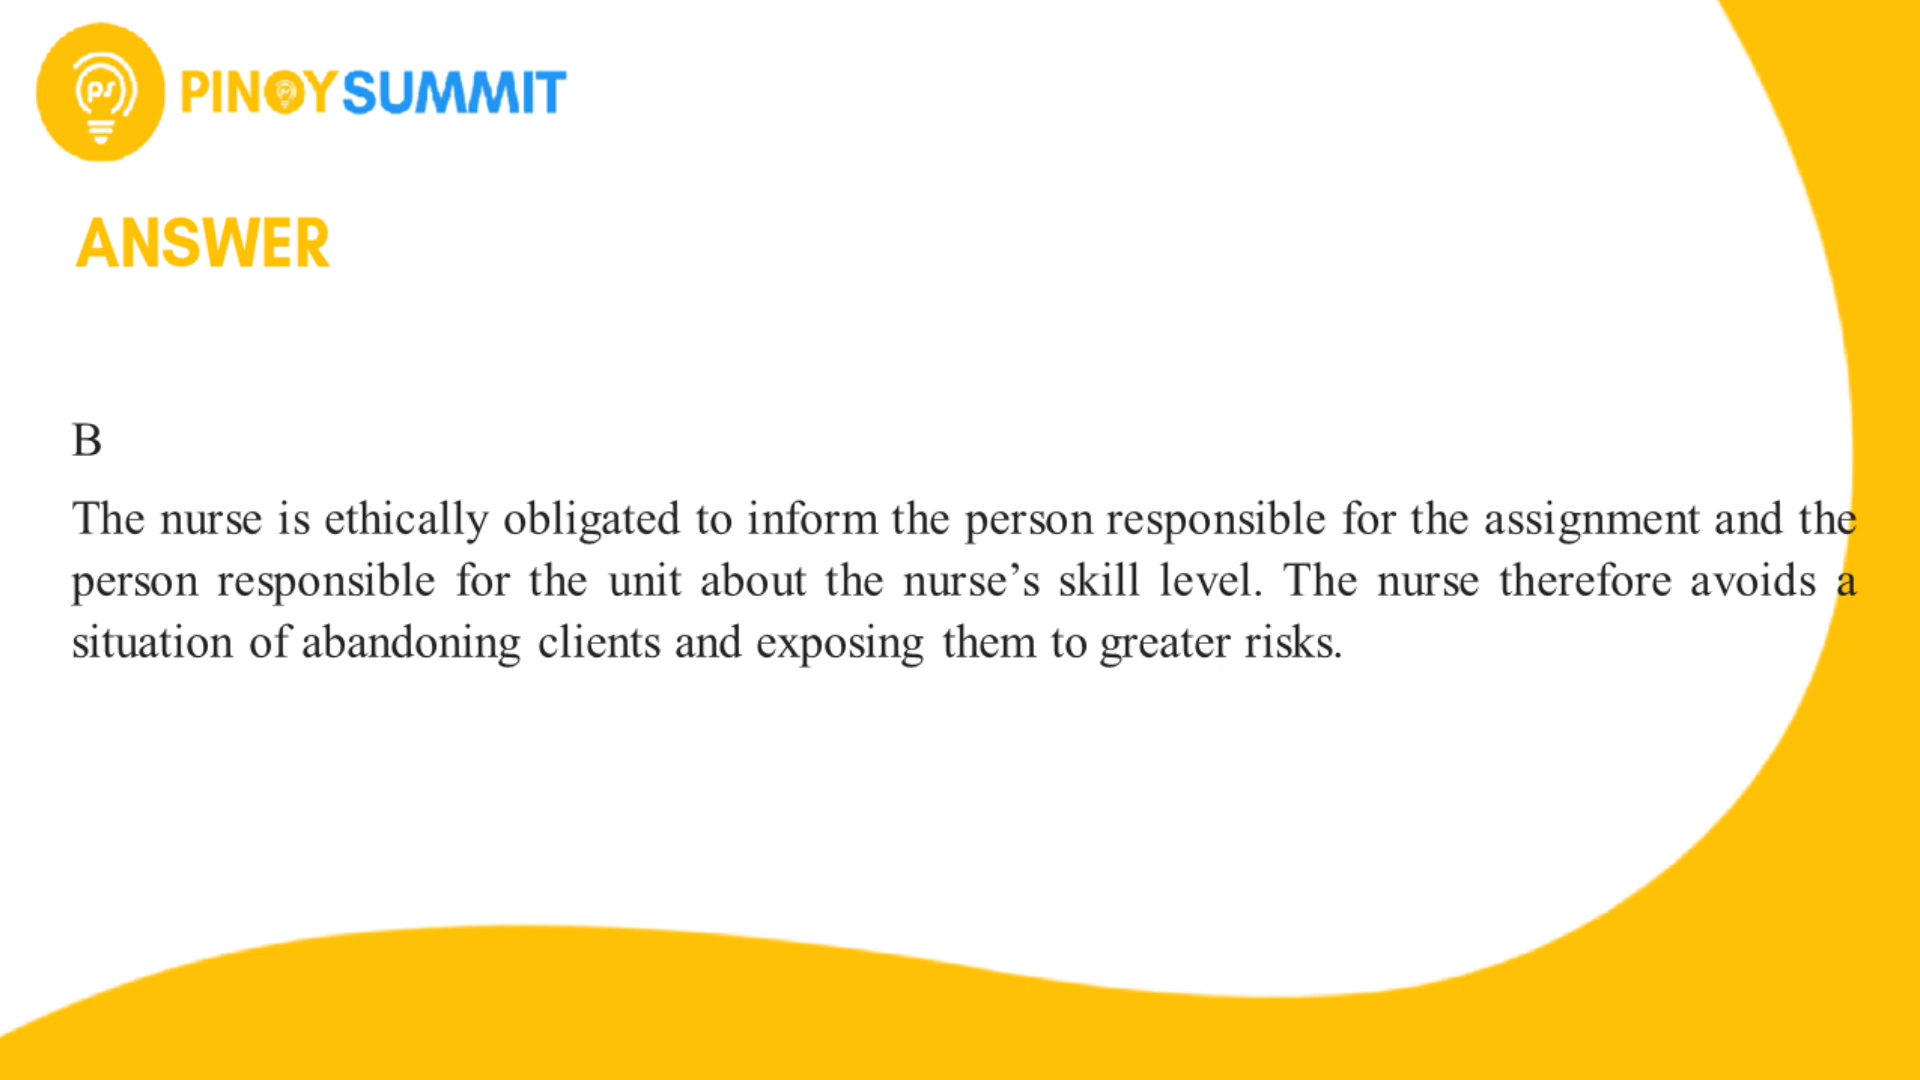 ps PINOYSUMMIT
ANSWER
B
The nurse is ethically obligated to inform the person responsible for the assignment and the
person responsible for the unit about the nurse’s skill level. The nurse therefore avoids a
situation of abandoning clients and exposing them to greater risks.